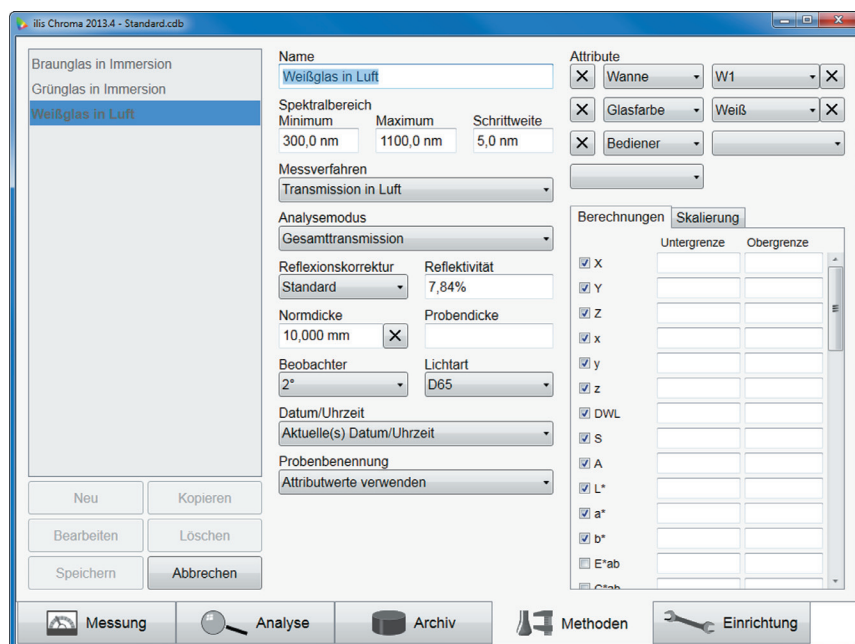 ilis Chroma 2013.4 - Standard.cdb
Braunglas in Immersion
Grünglas in Immersion
Weißglas in Luft
Neu Kopieren
Bearbeiten Löschen
Speichern Abbrechen
Name
Weißglas in Luft
Spektralbereich
Minimum Maximum Schrittweite
300,0 nm 1100,0 nm 5,0 nm
Messverfahren
Transmission in Luft
Analysemodus
Gesamttransmission
Reflexionskorrektur Reflektivität
Standard 7,84%
Normdicke Probendicke
10,000 mm
Beobachter Lichtart
2° D65
Datum/Uhrzeit
Aktuelle(s) Datum/Uhrzeit
Probenbenennung
Attributwerte verwenden
Attribute
Wanne W1
Glasfarbe Weiß
Bediener
Berechnungen Skalierung
Untergrenze Obergrenze
X
Y
Z
x
y
z
DWL
S
A
L*
a*
b*
E*ab
C*ab
Messung Analyse Archiv Methoden Einrichtung